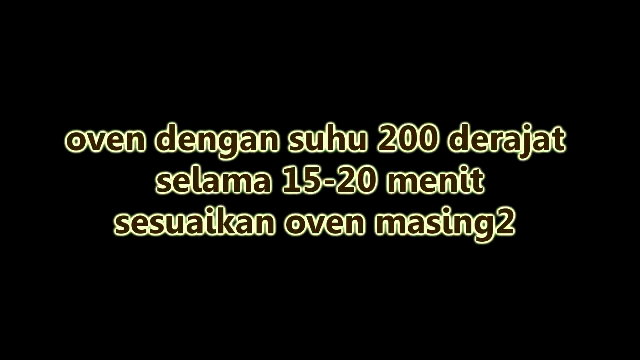 oven dengan suhu 200 derajat
selama 15-20 menit
sesuaikan oven masing2